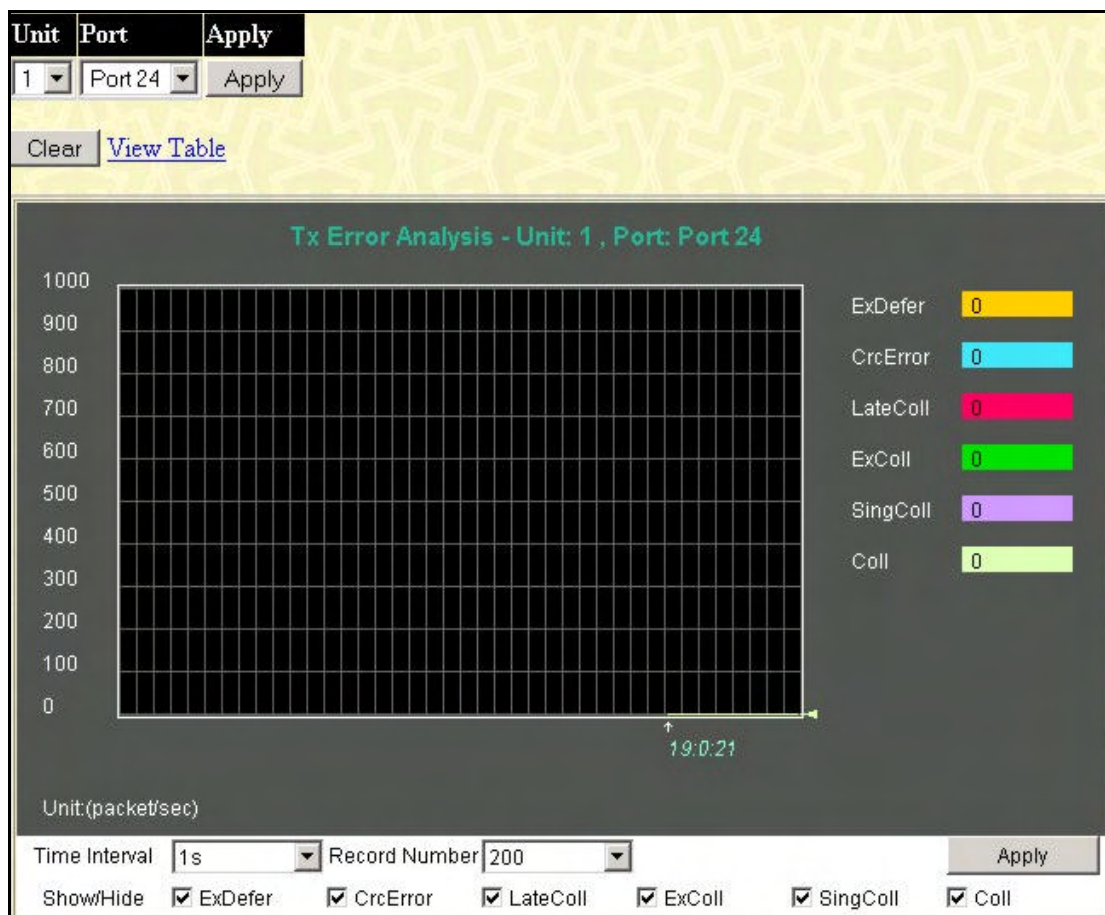 Unit Port Apply
1 Port 24 Apply
Clear View Table
Tx Error Analysis - Unit: 1 , Port: Port 24
1000
900
800
700
600
500
400
300
200
100
0
ExDefer 0
CrcError 0
LateColl 0
ExColl 0
SingColl 0
Coll 0
19:0:21
Unit:(packet/sec)
Time Interval 1s Record Number 200 Apply
Show/Hide ExDefer CrcError LateColl ExColl SingColl Coll